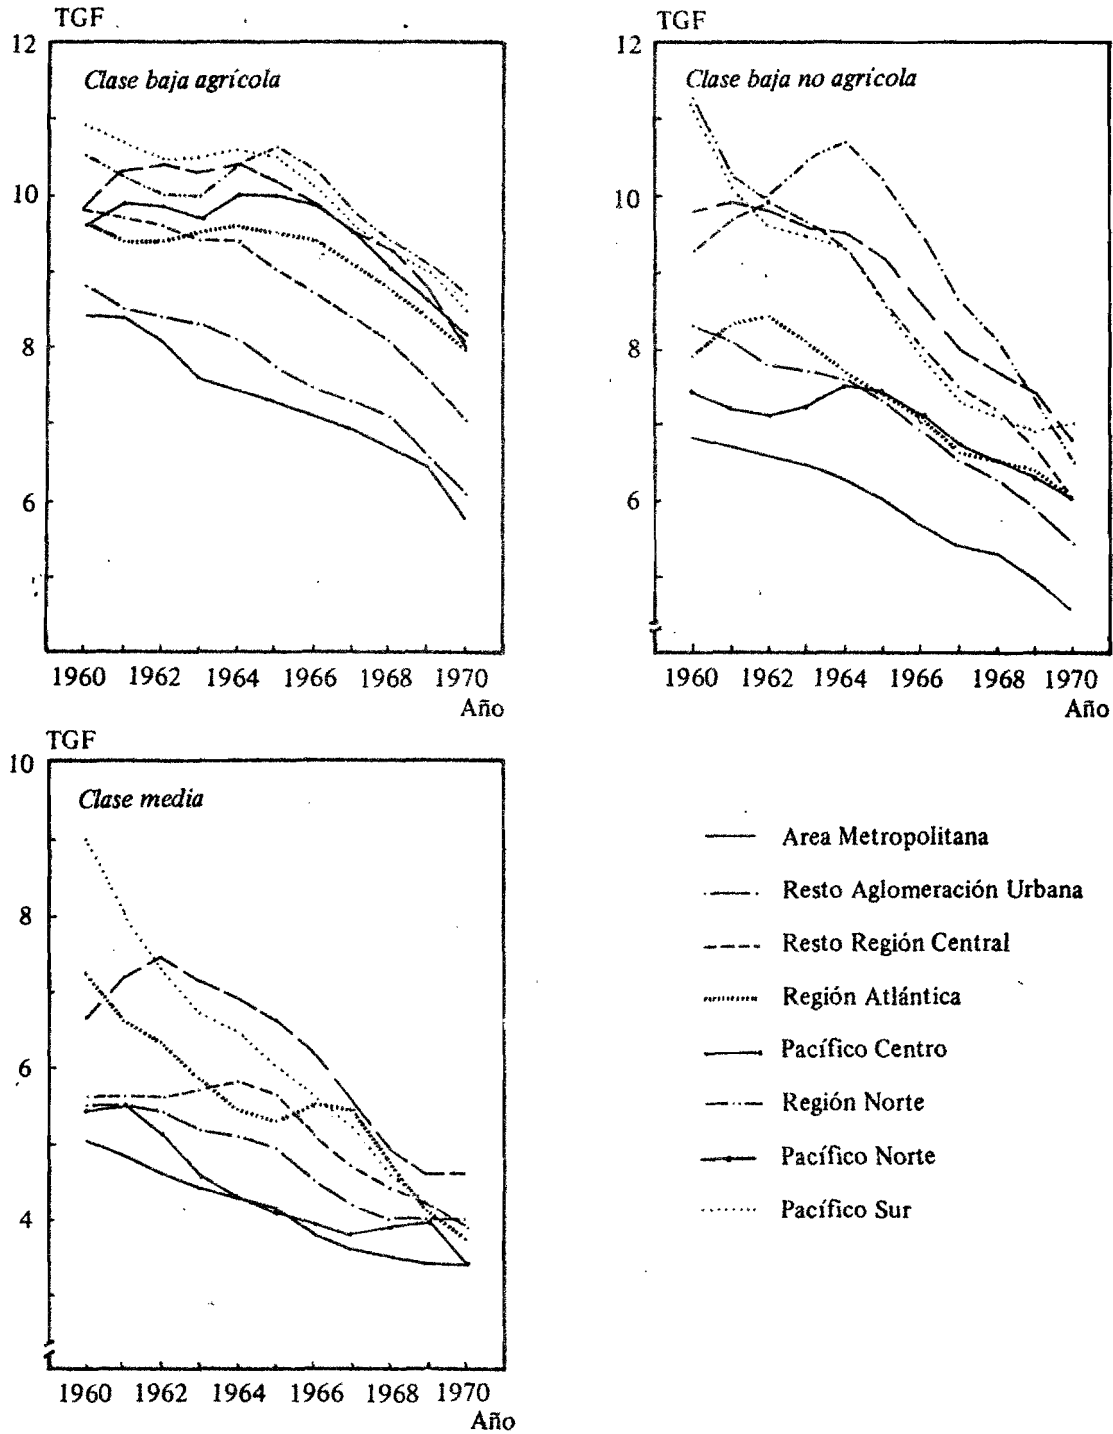 TGF
12
Clase baja agrícola
10
8
6
1960 1962 1964 1966 1968 1970
Año
TGF
12
Clase baja no agrícola
10
8
6
1960 1962 1964 1966 1968 1970
Año
TGF
10
Clase media
8
6
4
1960 1962 1964 1966 1968 1970
Año
Area Metropolitana
Resto Aglomeración Urbana
Resto Región Central
Región Atlántica
Pacífico Centro
Región Norte
Pacífico Norte
Pacífico Sur